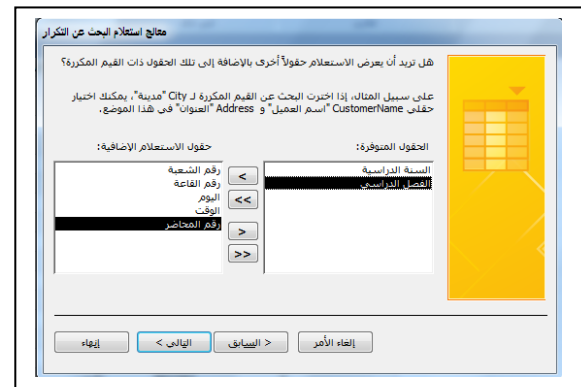 معالج استعلام البحث عن التكرار
هل تريد أن يعرض الاستعلام حقولاً أخرى بالإضافة إلى تلك الحقول ذات القيم المكررة؟
على سبيل المثال، إذا اخترت البحث عن القيم المكررة لـ City "مدينة"، يمكنك اختيار
حقلي CustomerName "اسم العميل" و Address "العنوان" في هذا الموضع.
الحقول المتوفرة:
السنة الدراسية
الفصل الدراسي
>
>>
<
<<
حقول الاستعلام الإضافية:
رقم الشعبة
رقم القاعة
اليوم
الوقت
رقم المحاضر
إلغاء الأمر
< السابق
التالي >
إنهاء